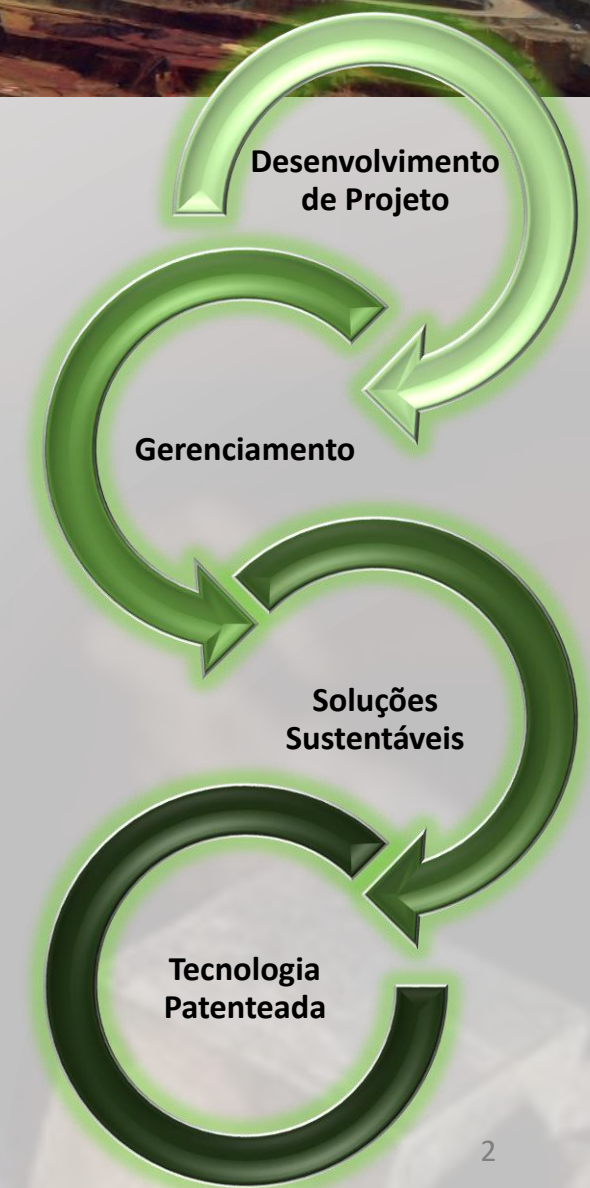 Desenvolvimento
de Projeto
Gerenciamento
Soluções
Sustentáveis
Tecnologia
Patenteada
2